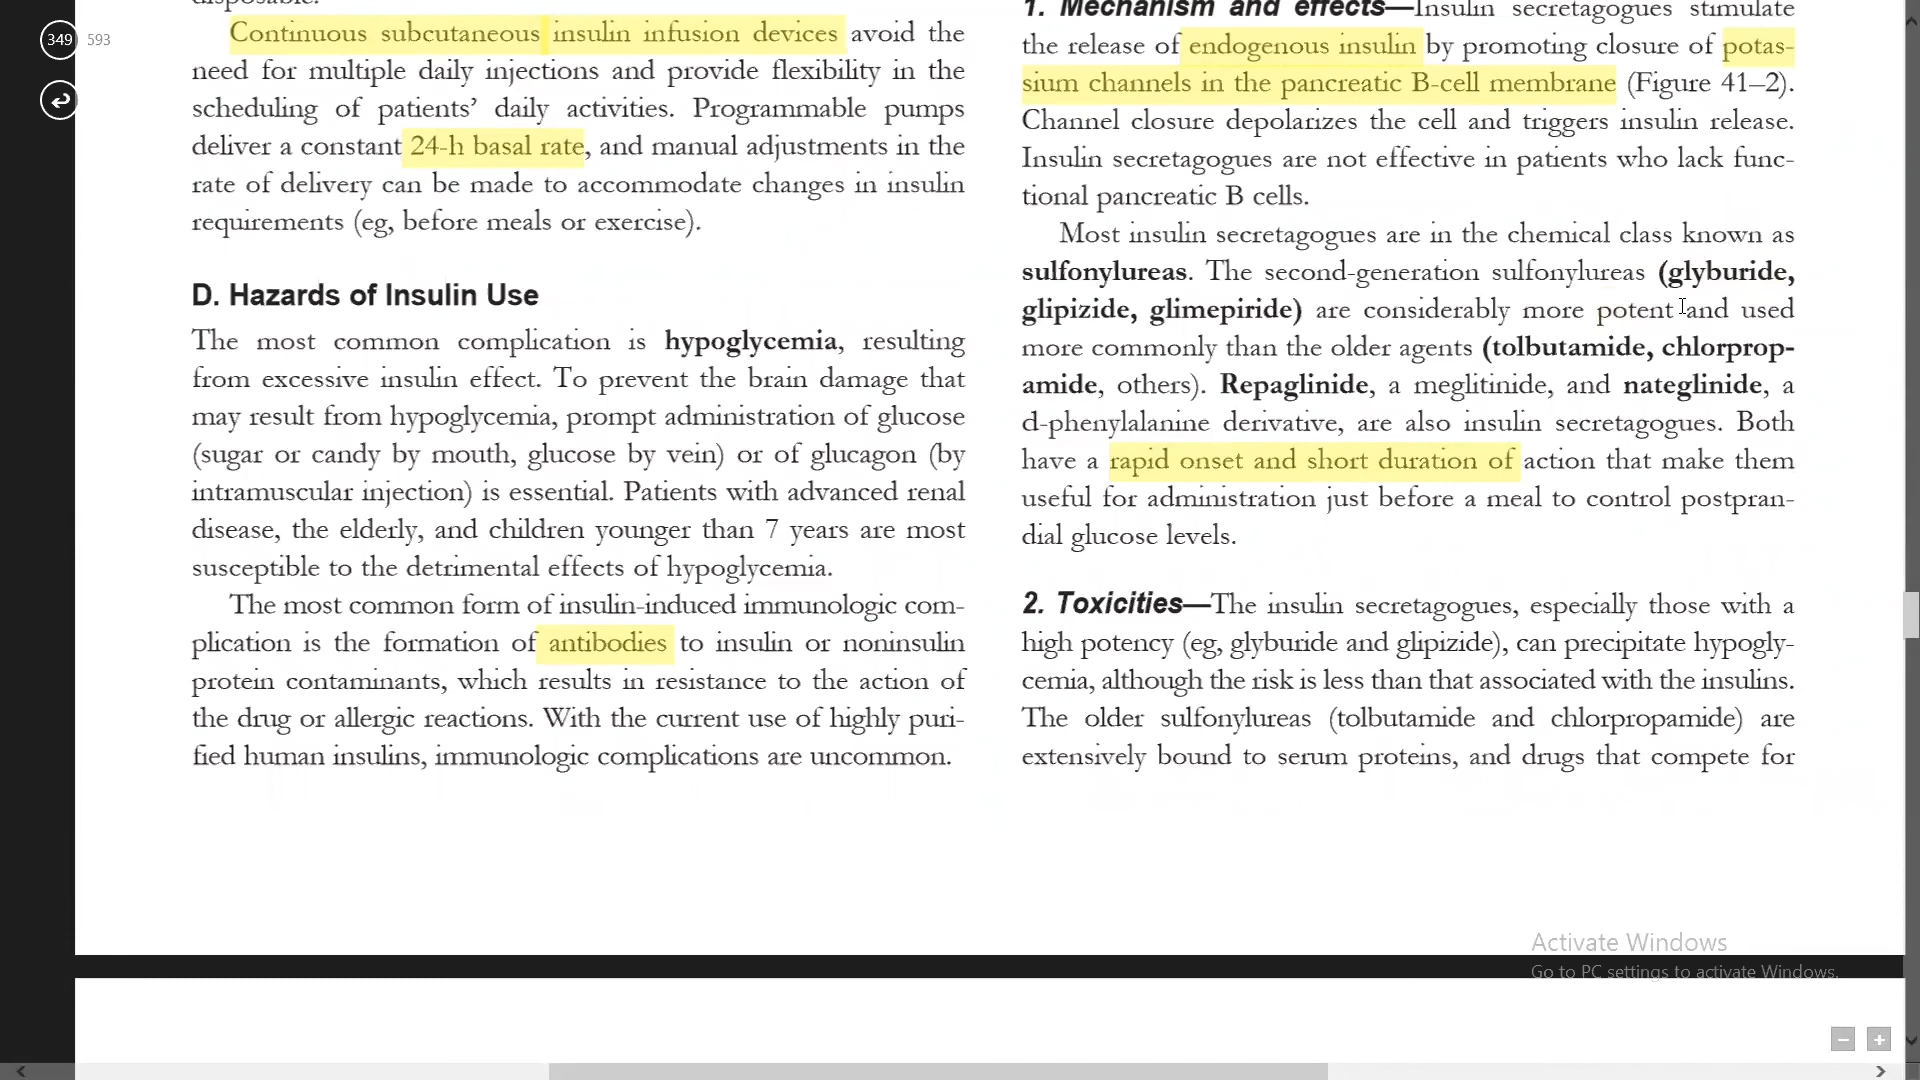 349 593
disposable.
Continuous subcutaneous insulin infusion devices avoid the
need for multiple daily injections and provide flexibility in the
scheduling of patients’ daily activities. Programmable pumps
deliver a constant 24-h basal rate, and manual adjustments in the
rate of delivery can be made to accommodate changes in insulin
requirements (eg, before meals or exercise).
D. Hazards of Insulin Use
The most common complication is hypoglycemia, resulting
from excessive insulin effect. To prevent the brain damage that
may result from hypoglycemia, prompt administration of glucose
(sugar or candy by mouth, glucose by vein) or of glucagon (by
intramuscular injection) is essential. Patients with advanced renal
disease, the elderly, and children younger than 7 years are most
susceptible to the detrimental effects of hypoglycemia.
The most common form of insulin-induced immunologic com-
plication is the formation of antibodies to insulin or noninsulin
protein contaminants, which results in resistance to the action of
the drug or allergic reactions. With the current use of highly puri-
fied human insulins, immunologic complications are uncommon.
1. Mechanism and effects—Insulin secretagogues stimulate
the release of endogenous insulin by promoting closure of potas-
sium channels in the pancreatic B-cell membrane (Figure 41–2).
Channel closure depolarizes the cell and triggers insulin release.
Insulin secretagogues are not effective in patients who lack func-
tional pancreatic B cells.
Most insulin secretagogues are in the chemical class known as
sulfonylureas. The second-generation sulfonylureas (glyburide,
glipizide, glimepiride) are considerably more potent and used
more commonly than the older agents (tolbutamide, chlorprop-
amide, others). Repaglinide, a meglitinide, and nateglinide, a
d-phenylalanine derivative, are also insulin secretagogues. Both
have a rapid onset and short duration of action that make them
useful for administration just before a meal to control postpran-
dial glucose levels.
2. Toxicities—The insulin secretagogues, especially those with a
high potency (eg, glyburide and glipizide), can precipitate hypogly-
cemia, although the risk is less than that associated with the insulins.
The older sulfonylureas (tolbutamide and chlorpropamide) are
extensively bound to serum proteins, and drugs that compete for
Activate Windows
Go to PC settings to activate Windows.